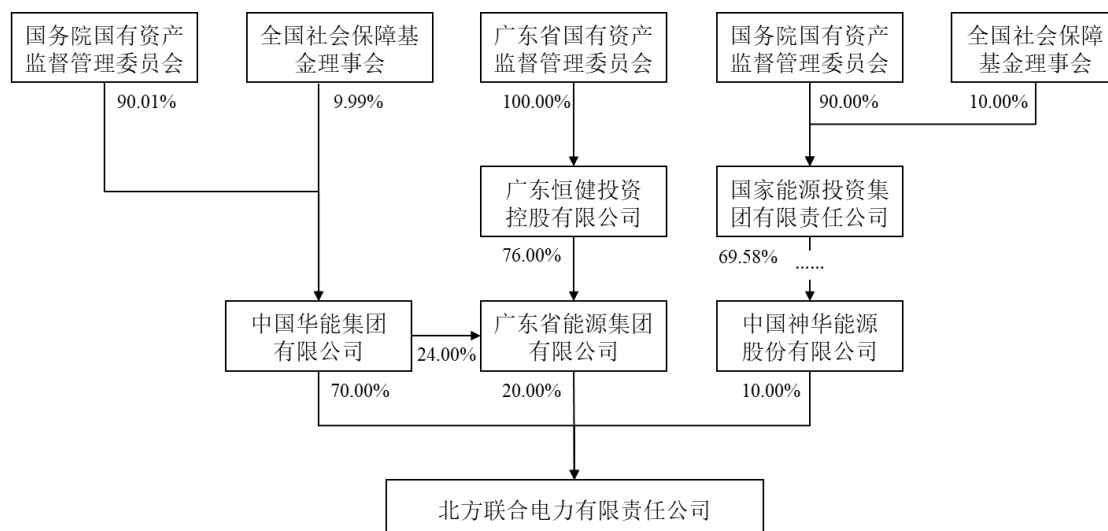 国务院国有资产
监督管理委员会
全国社会保障基
金理事会
广东省国有资产
监督管理委员会
国务院国有资产
监督管理委员会
全国社会保障
基金理事会
90.01%
9.99%
100.00%
90.00%
10.00%
广东恒健投资
控股有限公司
国家能源投资集
团有限责任公司
76.00%
69.58%
......
中国华能集团
有限公司
24.00%
广东省能源集团
有限公司
中国神华能源
股份有限公司
70.00%
20.00%
10.00%
北方联合电力有限责任公司